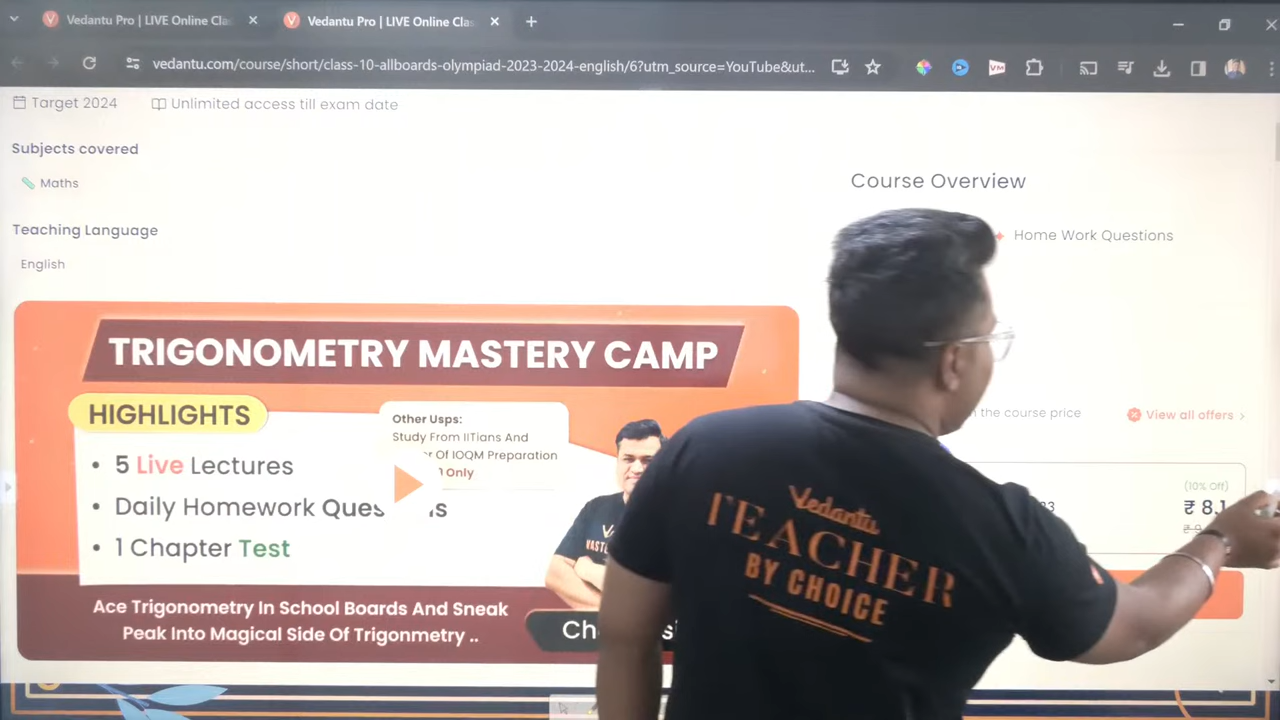 Vedantu Pro | LIVE Online Cla
Vedantu Pro | LIVE Online Clas
vedantu.com/course/short/class-10-allboards-olympiad-2023-2024-english/6?utm_source=YouTube&ut...
VM
Target 2024
Unlimited access till exam date
Subjects covered
Maths
Teaching Language
English
Course Overview
Home Work Questions
the course price
View all offers >
(10% Off)
TRIGONOMETRY MASTERY CAMP
HIGHLIGHTS
• 5 Live Lectures
• Daily Homework
• 1 Chapter Test
Other Usps:
Study From IITians And
Of IOQM Preparation
Only
Ace Trigonometry In School Boards And Sneak
Peak Into Magical Side Of Trigonmetry ..
Vedantu
TEACHER
BY CHOICE